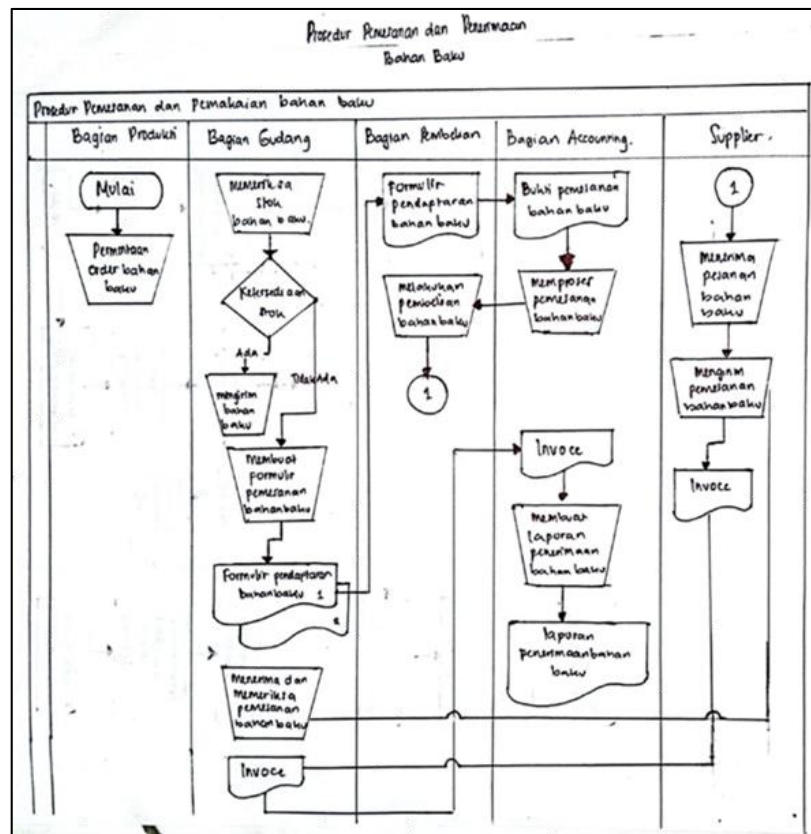 Prosedur Pemesanan dan Penerimaan
Bahan Baku
Prosedur Pemesanan dan Pemakaian bahan baku
Bagian Produksi
Bagian Gudang
Bagian Pembelian
Bagian Accounting.
Supplier.
Mulai
Permintaan
order bahan
baku
Memeriksa
Stok
bahan baku.
Ketersediaan
Stok
Ada
Tidak Ada
mengirim
bahan
baku
Membuat
formulir
pemesanan
bahan baku
Formulir pendaptaran
bahan baku 1
2
Menerima dan
memeriksa
pemesanan
bahan baku
Invoce
Formulir
pendaptaran
bahan baku
Melakukan
pembelian
bahan baku
1
Bukti pemesanan
bahan baku
Memproses
pemesanan
bahan baku
Invoce
Membuat
laporan
penerimaan
bahan baku
laporan
penerimaan bahan
baku
1
Menerima
pesanan
bahan
baku
Mengirim
pemesanan
bahan baku
Invoce